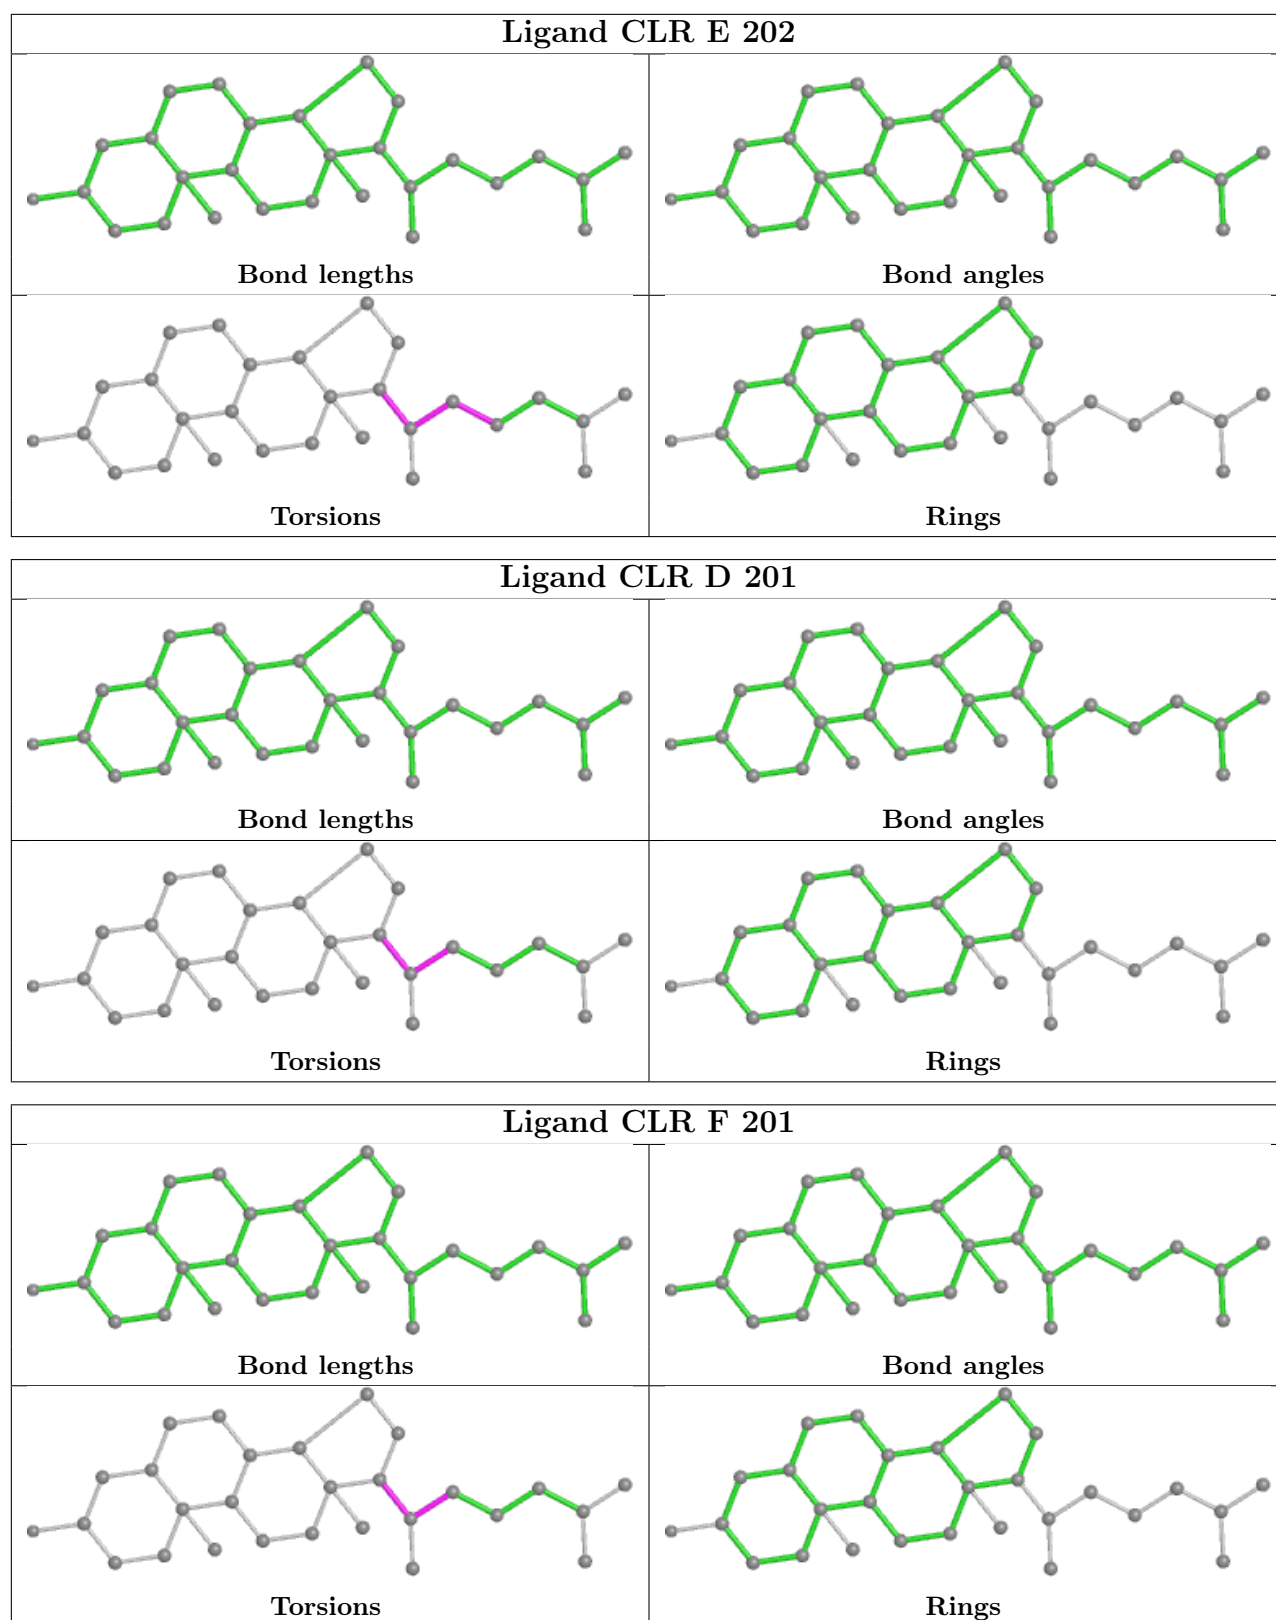 Ligand CLR E 202
Bond lengths
Bond angles
Torsions
Rings
Ligand CLR D 201
Bond lengths
Bond angles
Torsions
Rings
Ligand CLR F 201
Bond lengths
Bond angles
Torsions
Rings